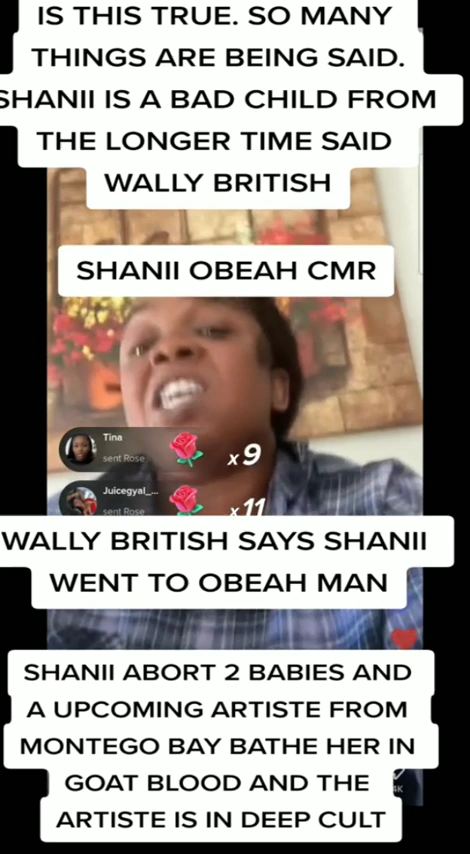 IS THIS TRUE. SO MANY
THINGS ARE BEING SAID.
SHANII IS A BAD CHILD FROM
THE LONGER TIME SAID
WALLY BRITISH
SHANII OBEAH CMR
Tina
sent Rose
x9
Juicegyal_...
sent Rose
x11
WALLY BRITISH SAYS SHANII
WENT TO OBEAH MAN
SHANII ABORT 2 BABIES AND
A UPCOMING ARTISTE FROM
MONTEGO BAY BATHE HER IN
GOAT BLOOD AND THE
ARTISTE IS IN DEEP CULT